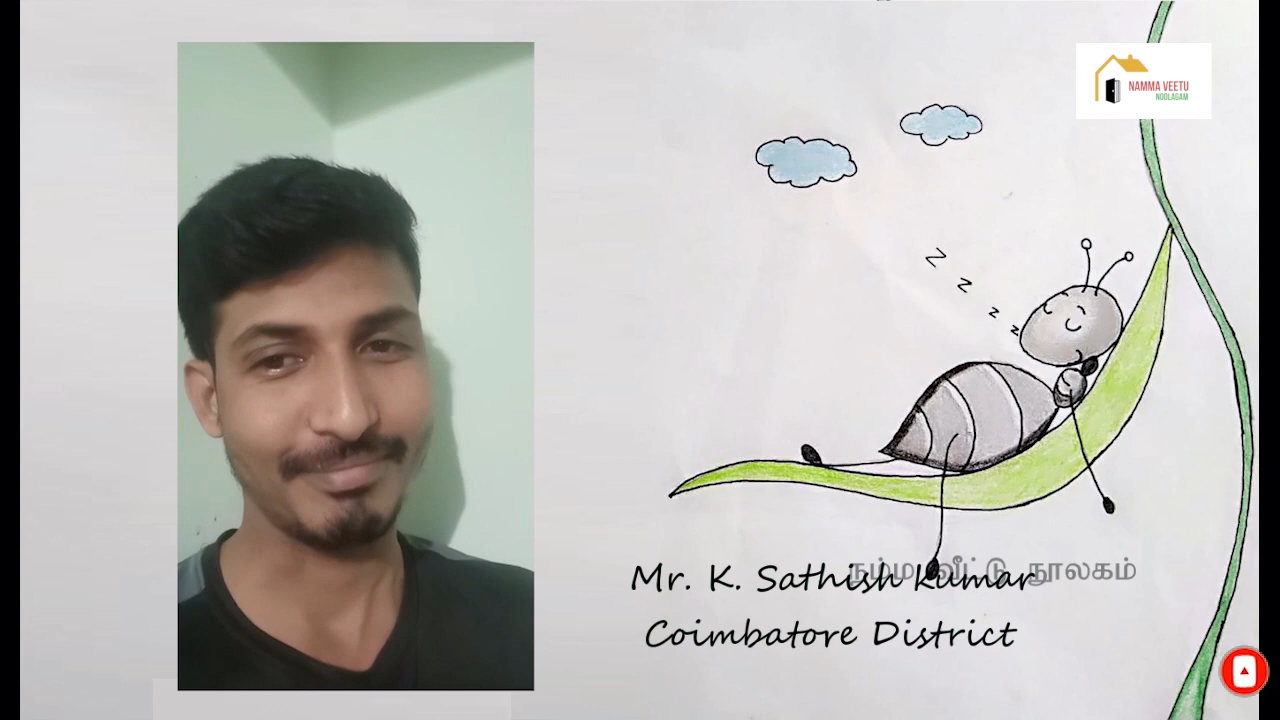 NAMMA VEETU
NOOLAGAM
z
z
z
z
நம்ம வீட்டு நூலகம்
Mr. K. Sathish Kumar
Coimbatore District